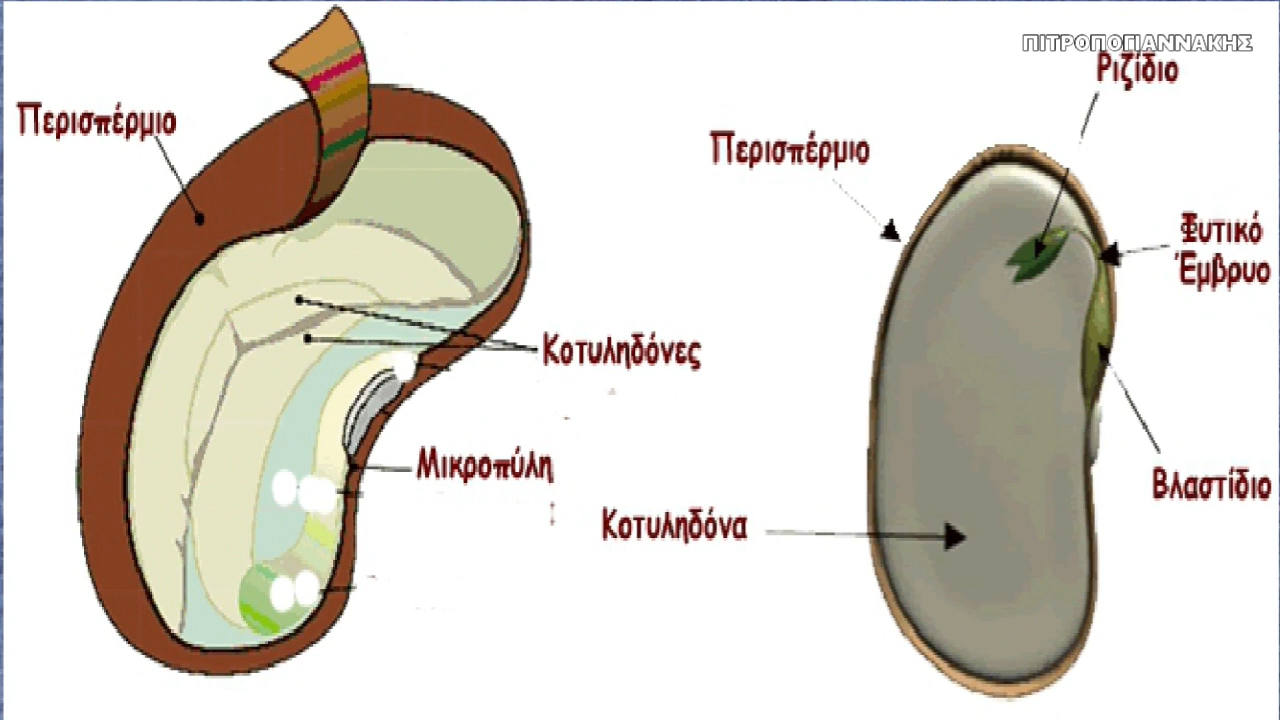 ΠΙΤΡΟΠΟΓΙΑΝΝΑΚΗΣ
Ριζίδιο
Περισπέρμιο
Περισπέρμιο
Φυτικό
Έμβρυο
Κοτυληδόνες
Μικροπύλη
Βλαστίδιο
Κοτυληδόνα